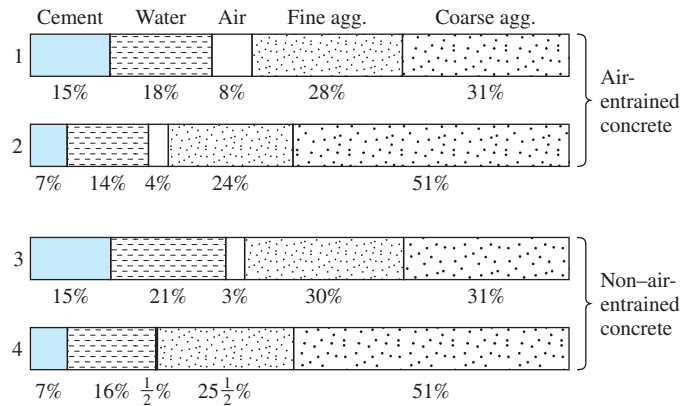 Cement Water Air Fine agg. Coarse agg.
1
15% 18% 8% 28% 31%
2
7% 14% 4% 24% 51%
Air-
entrained
concrete
3
15% 21% 3% 30% 31%
4
7% 16% 1/2% 25 1/2% 51%
Non–air-
entrained
concrete